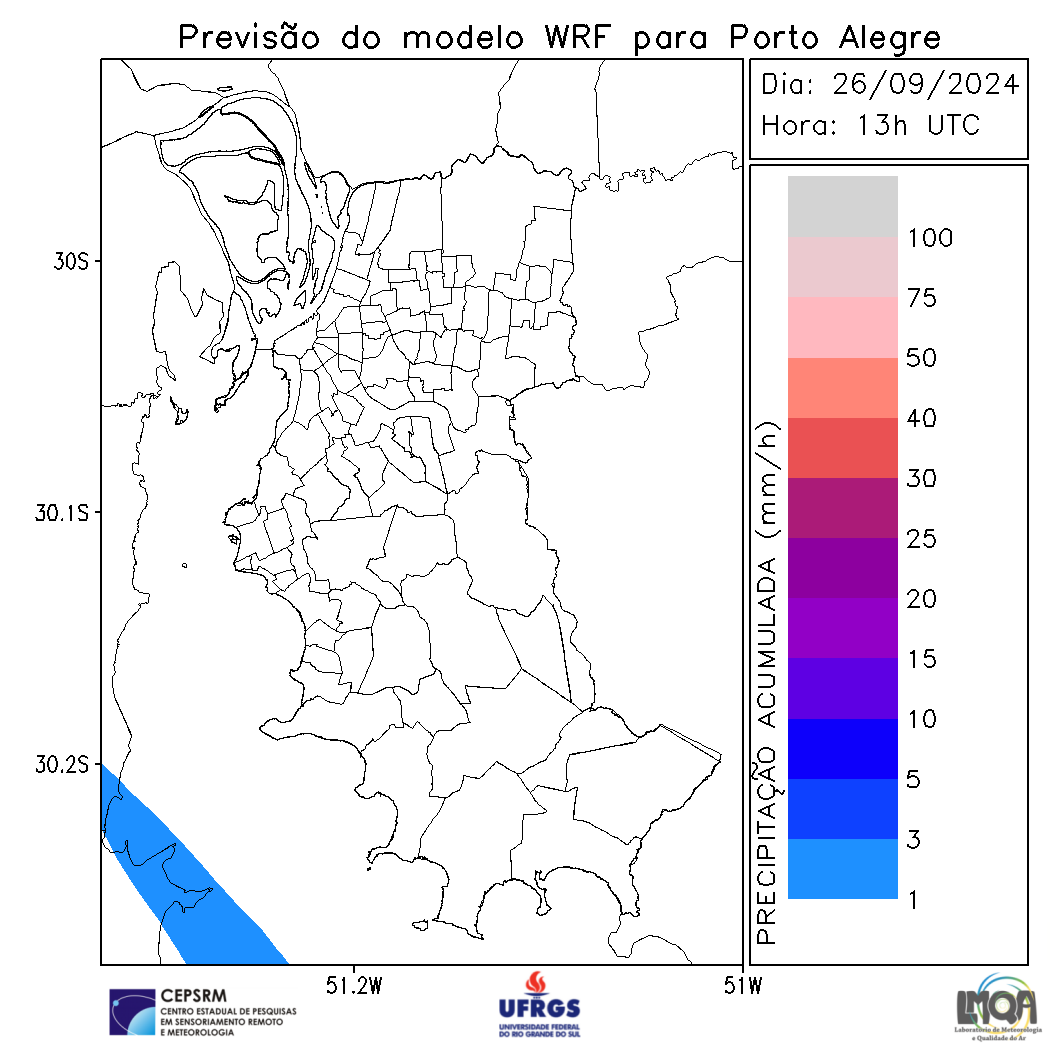 Previsão do modelo WRF para Porto Alegre
Dia: 26/09/2024
Hora: 13h UTC
30S
30.1S
30.2S
51.2W
51W
PRECIPITAÇÃO ACUMULADA (mm/h)
100
75
50
40
30
25
20
15
10
5
3
1
CEPSRM
CENTRO ESTADUAL DE PESQUISAS
EM SENSORIAMENTO REMOTO
E METEOROLOGIA
UFRGS
UNIVERSIDADE FEDERAL
DO RIO GRANDE DO SUL
LMQA
Laboratório de Meteorologia
e Qualidade do Ar